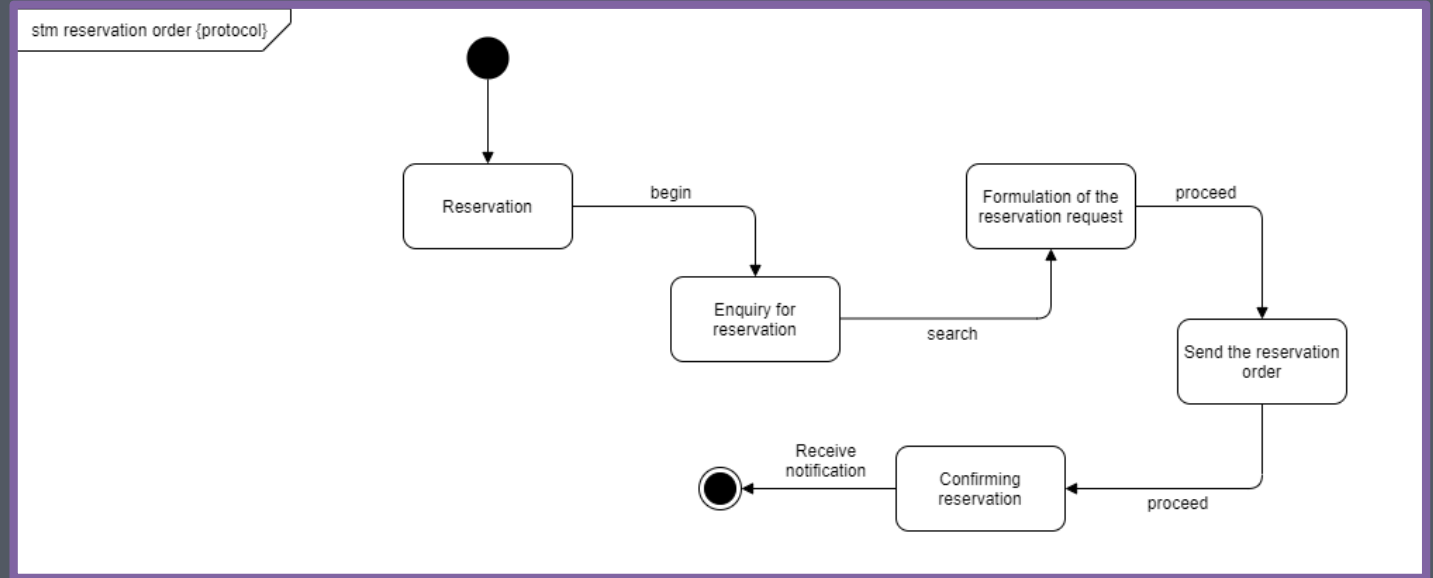 stm reservation order {protocol}
Reservation
begin
Enquiry for
reservation
search
Formulation of the
reservation request
proceed
Send the reservation
order
proceed
Confirming
reservation
Receive
notification